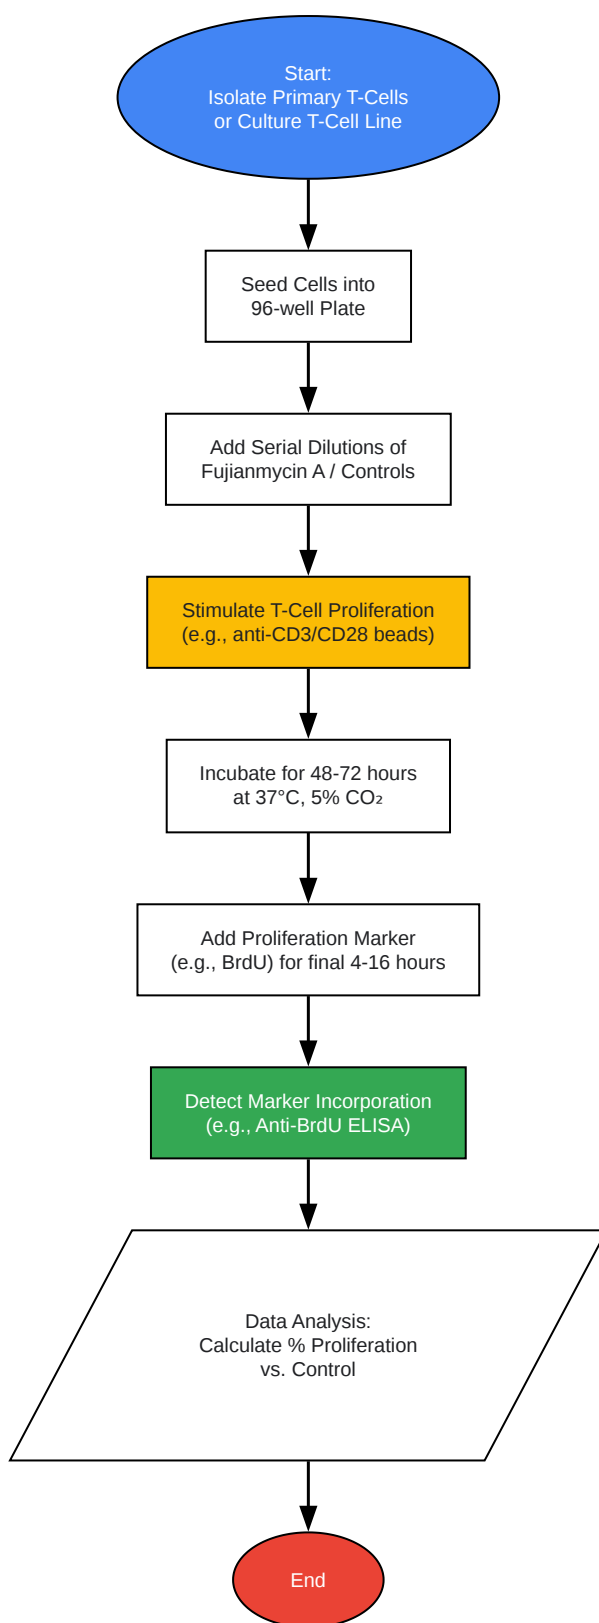 Start:
Isolate Primary T-Cells
or Culture T-Cell Line
Seed Cells into
96-well Plate
Add Serial Dilutions of
Fujianmycin A / Controls
Stimulate T-Cell Proliferation
(e.g., anti-CD3/CD28 beads)
Incubate for 48-72 hours
at 37°C, 5% CO₂
Add Proliferation Marker
(e.g., BrdU) for final 4-16 hours
Detect Marker Incorporation
(e.g., Anti-BrdU ELISA)
Data Analysis:
Calculate % Proliferation
vs. Control
End